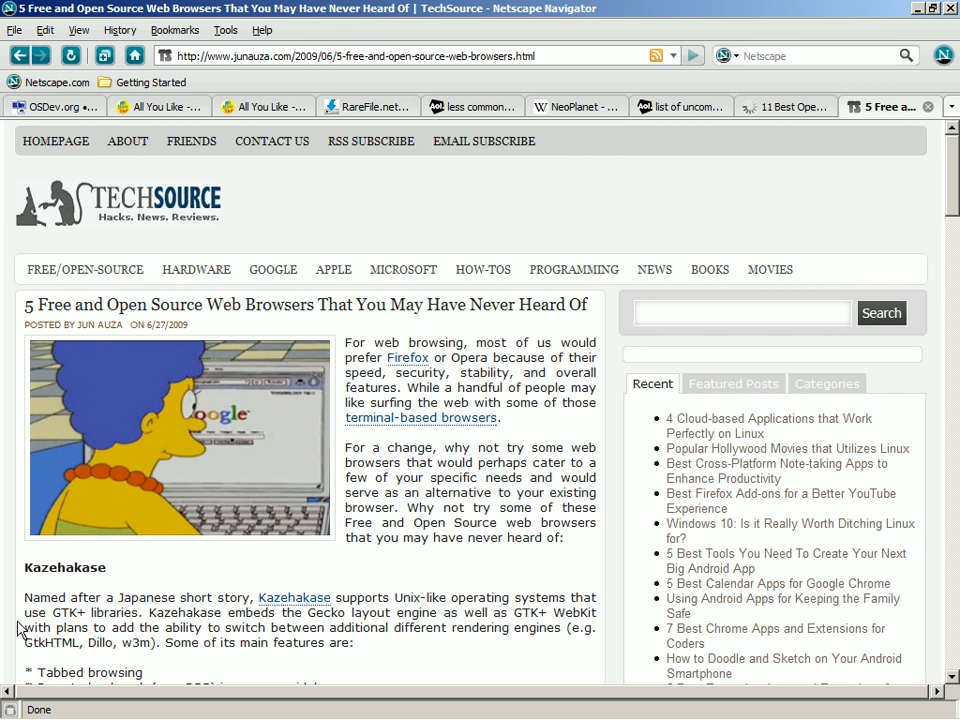 5 Free and Open Source Web Browsers That You May Have Never Heard Of | TechSource - Netscape Navigator
File Edit View History Bookmarks Tools Help
http://www.junauza.com/2009/06/5-free-and-open-source-web-browsers.html Netscape
Netscape.com Getting Started
OSDev.org •... All You Like -... All You Like -... RareFile.net... less common... NeoPlanet - ... list of uncom... 11 Best Ope... 5 Free a...
HOMEPAGE ABOUT FRIENDS CONTACT US RSS SUBSCRIBE EMAIL SUBSCRIBE
TECHSOURCE
Hacks. News. Reviews.
FREE/OPEN-SOURCE HARDWARE GOOGLE APPLE MICROSOFT HOW-TOS PROGRAMMING NEWS BOOKS MOVIES
5 Free and Open Source Web Browsers That You May Have Never Heard Of
POSTED BY JUN AUZA ON 6/27/2009
For web browsing, most of us would
prefer Firefox or Opera because of their
speed, security, stability, and overall
features. While a handful of people may
like surfing the web with some of those
terminal-based browsers.
For a change, why not try some web
browsers that would perhaps cater to a
few of your specific needs and would
serve as an alternative to your existing
browser. Why not try some of these
Free and Open Source web browsers
that you may have never heard of:
Kazehakase
Named after a Japanese short story, Kazehakase supports Unix-like operating systems that
use GTK+ libraries. Kazehakase embeds the Gecko layout engine as well as GTK+ WebKit
with plans to add the ability to switch between additional different rendering engines (e.g.
GtkHTML, Dillo, w3m). Some of its main features are:
* Tabbed browsing
Search
Recent Featured Posts Categories
4 Cloud-based Applications that Work
Perfectly on Linux
Popular Hollywood Movies that Utilizes Linux
Best Cross-Platform Note-taking Apps to
Enhance Productivity
Best Firefox Add-ons for a Better YouTube
Experience
Windows 10: Is it Really Worth Ditching Linux
for?
5 Best Tools You Need To Create Your Next
Big Android App
5 Best Calendar Apps for Google Chrome
Using Android Apps for Keeping the Family
Safe
7 Best Chrome Apps and Extensions for
Coders
How to Doodle and Sketch on Your Android
Smartphone
Done